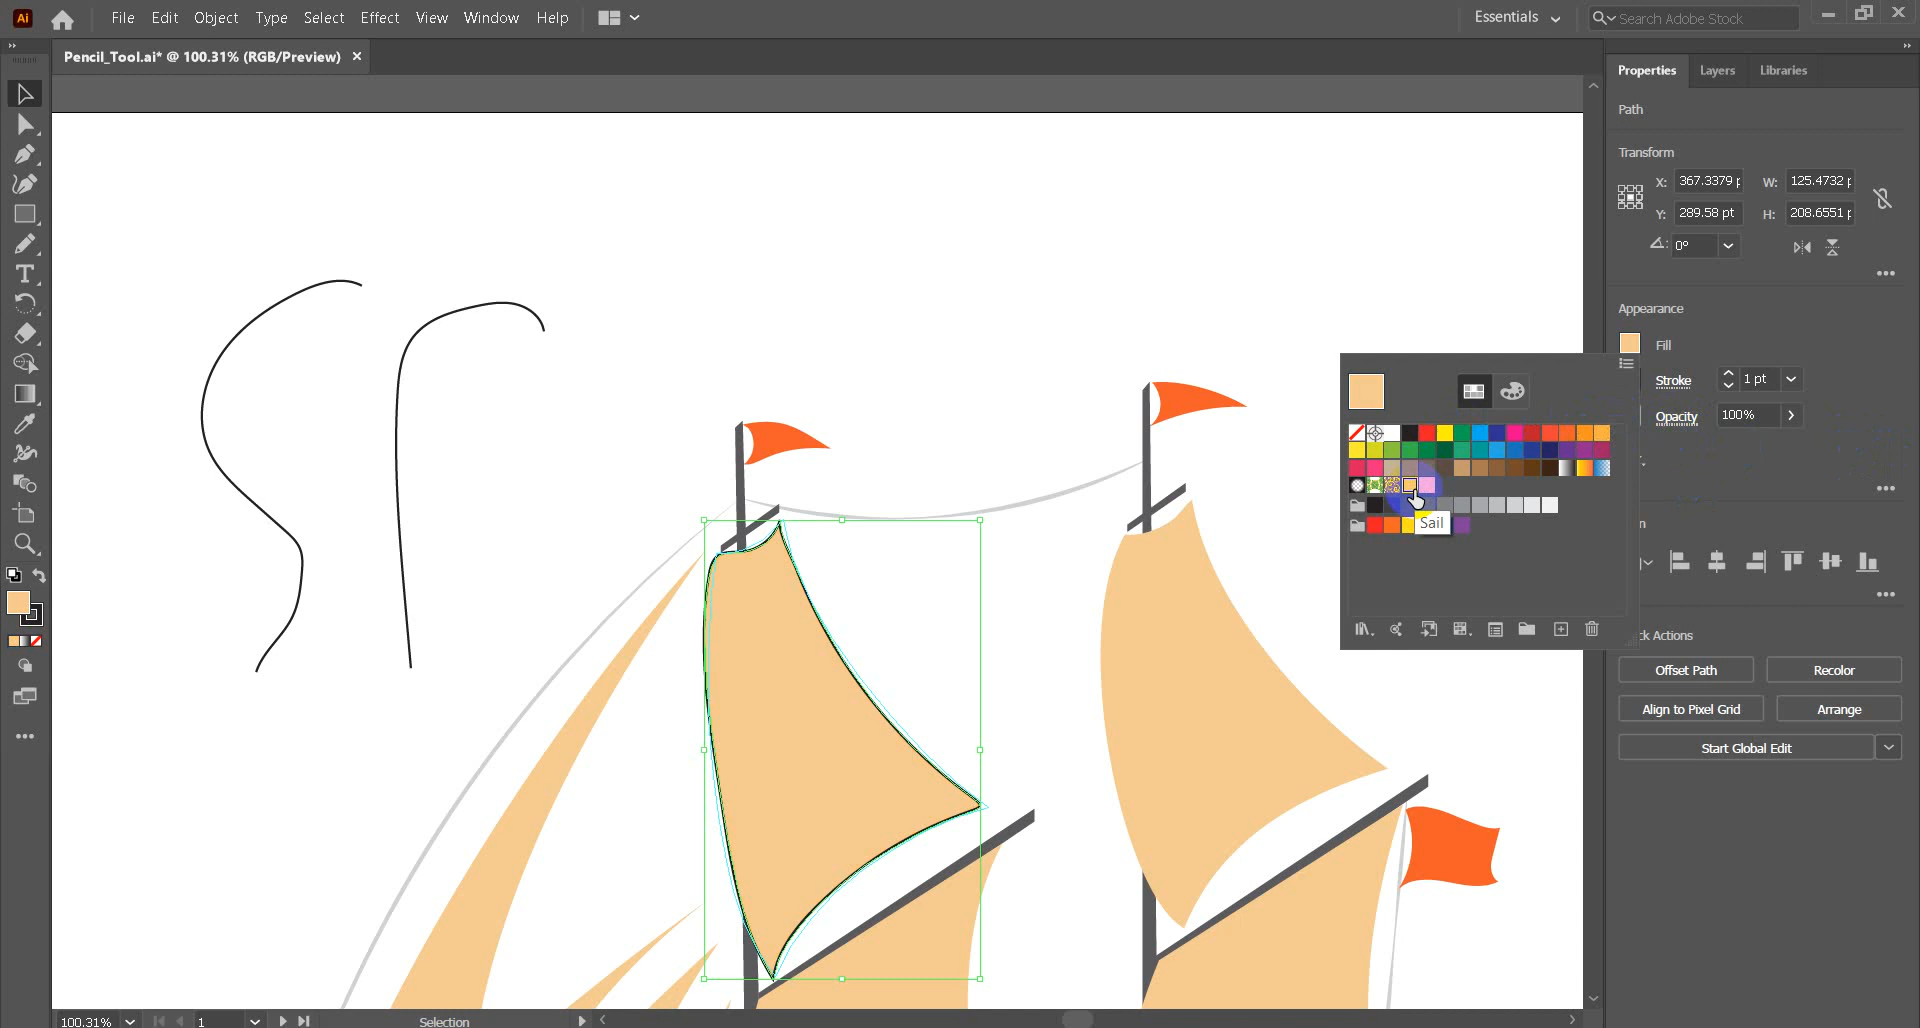 Ai File Edit Object Type Select Effect View Window Help Essentials Search Adobe Stock
Pencil_Tool.ai* @ 100.31% (RGB/Preview) ×
Properties Layers Libraries
Path
Transform
X: 367.3379 W: 125.4732
Y: 289.58 pt H: 208.6551
0°
Appearance
Fill
Stroke 1 pt
Opacity 100%
Sail
Offset Path Recolor
Align to Pixel Grid Arrange
Start Global Edit
100.31% 1 Selection